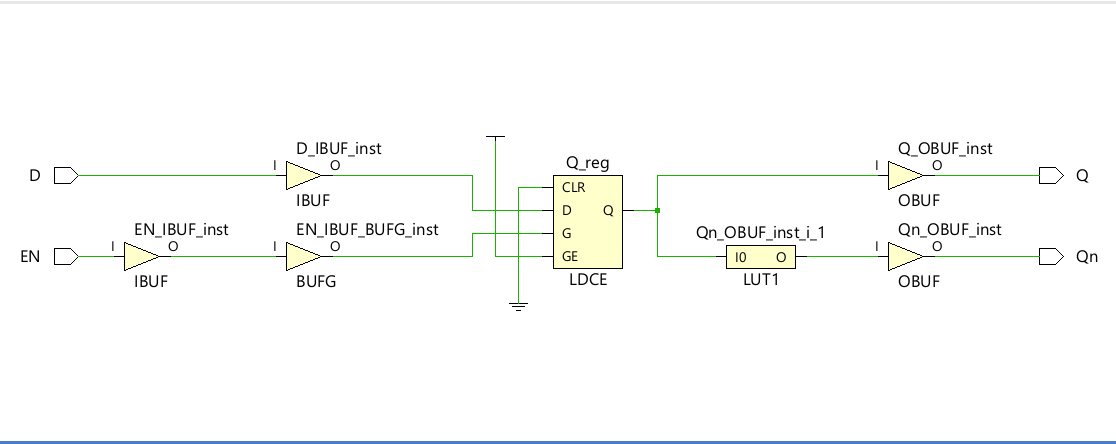 D_IBUF_inst
Q_reg
Q_OBUF_inst
D
I
O
IBUF
CLR
D
Q
G
GE
LDCE
I
O
OBUF
Q
EN_IBUF_inst
EN_IBUF_BUFG_inst
Qn_OBUF_inst_i_1
Qn_OBUF_inst
EN
I
O
IBUF
I
O
BUFG
I0
O
LUT1
I
O
OBUF
Qn